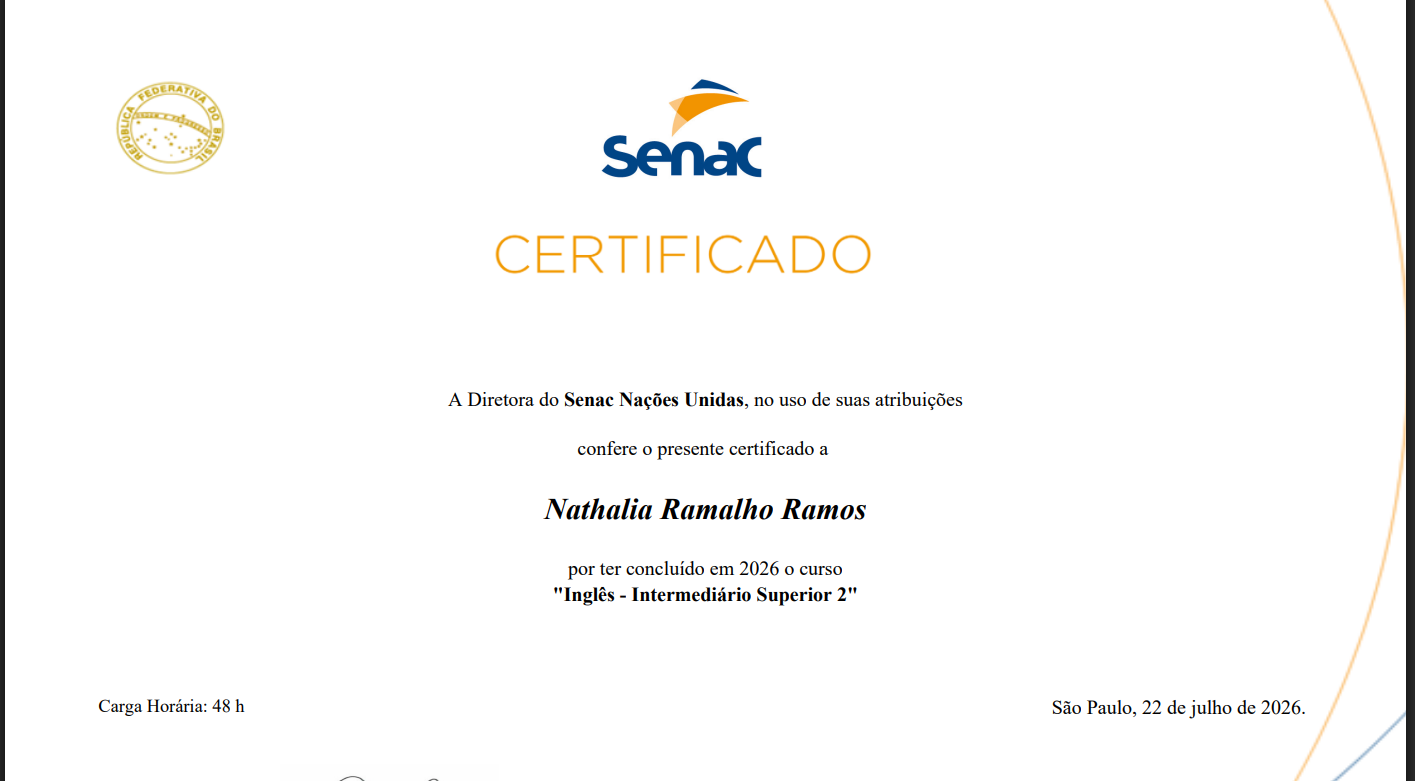 REPÚBLICA FEDERATIVA DO BRASIL
Senac
CERTIFICADO
A Diretora do Senac Nações Unidas, no uso de suas atribuições
confere o presente certificado a
Nathalia Ramalho Ramos
por ter concluído em 2026 o curso
"Inglês - Intermediário Superior 2"
Carga Horária: 48 h
São Paulo, 22 de julho de 2026.